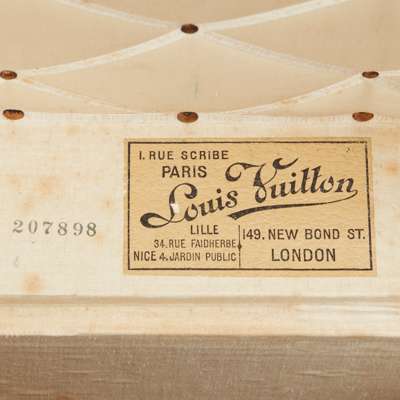 1. RUE SCRIBE
PARIS
Louis Vuitton
LILLE
34. RUE FAIDHERBE
NICE 4. JARDIN PUBLIC
149. NEW BOND ST.
LONDON
207898